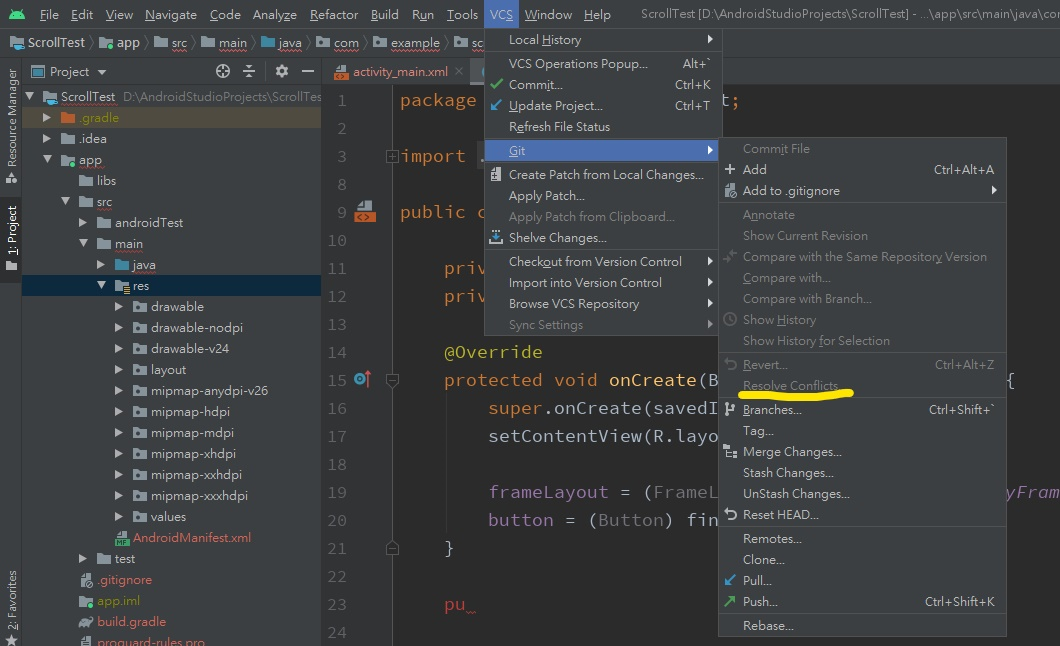 File Edit View Navigate Code Analyze Refactor Build Run Tools VCS Window Help ScrollTest [D:\AndroidStudioProjects\ScrollTest] - ...\app\src\main\java\co
ScrollTest app src main java com example sc
Project
activity_main.xml
Resource Manager
1: Project
2: Favorites
ScrollTest D:\AndroidStudioProjects\ScrollTes
.gradle
.idea
app
libs
src
androidTest
main
java
res
drawable
drawable-nodpi
drawable-v24
layout
mipmap-anydpi-v26
mipmap-hdpi
mipmap-mdpi
mipmap-xhdpi
mipmap-xxhdpi
mipmap-xxxhdpi
values
AndroidManifest.xml
test
.gitignore
app.iml
build.gradle
proguard-rules.pro
1 package t;
2
3 import .
8
9 public c
10
11 priv
12 priv
13
14 @Override
15 protected void onCreate(B {
16 super.onCreate(savedI
17 setContentView(R.layo
18
19 frameLayout = (FrameL yFram
20 button = (Button) fin
21 }
22
23 pu
24
Local History
VCS Operations Popup... Alt+`
Commit... Ctrl+K
Update Project... Ctrl+T
Refresh File Status
Git
Create Patch from Local Changes...
Apply Patch...
Apply Patch from Clipboard...
Shelve Changes...
Checkout from Version Control
Import into Version Control
Browse VCS Repository
Sync Settings
Commit File
Add Ctrl+Alt+A
Add to .gitignore
Annotate
Show Current Revision
Compare with the Same Repository Version
Compare with...
Compare with Branch...
Show History
Show History for Selection
Revert... Ctrl+Alt+Z
Resolve Conflicts...
Branches... Ctrl+Shift+`
Tag...
Merge Changes...
Stash Changes...
UnStash Changes...
Reset HEAD...
Remotes...
Clone...
Pull...
Push... Ctrl+Shift+K
Rebase...